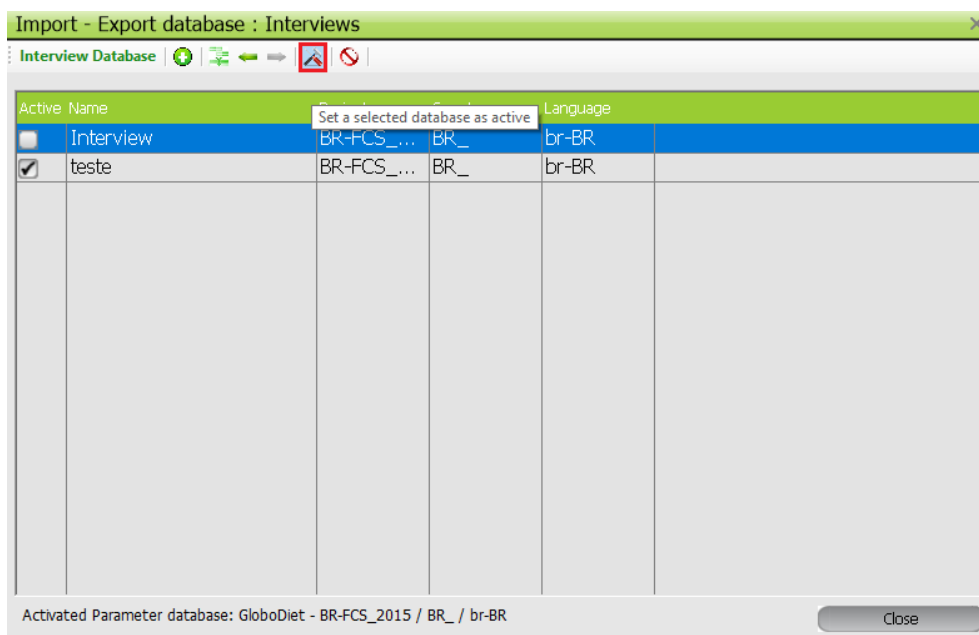 Import - Export database : Interviews
Interview Database
Active Name Language
Set a selected database as active
Interview BR-FCS_... BR_ br-BR
teste BR-FCS_... BR_ br-BR
Activated Parameter database: GloboDiet - BR-FCS_2015 / BR_ / br-BR
Close